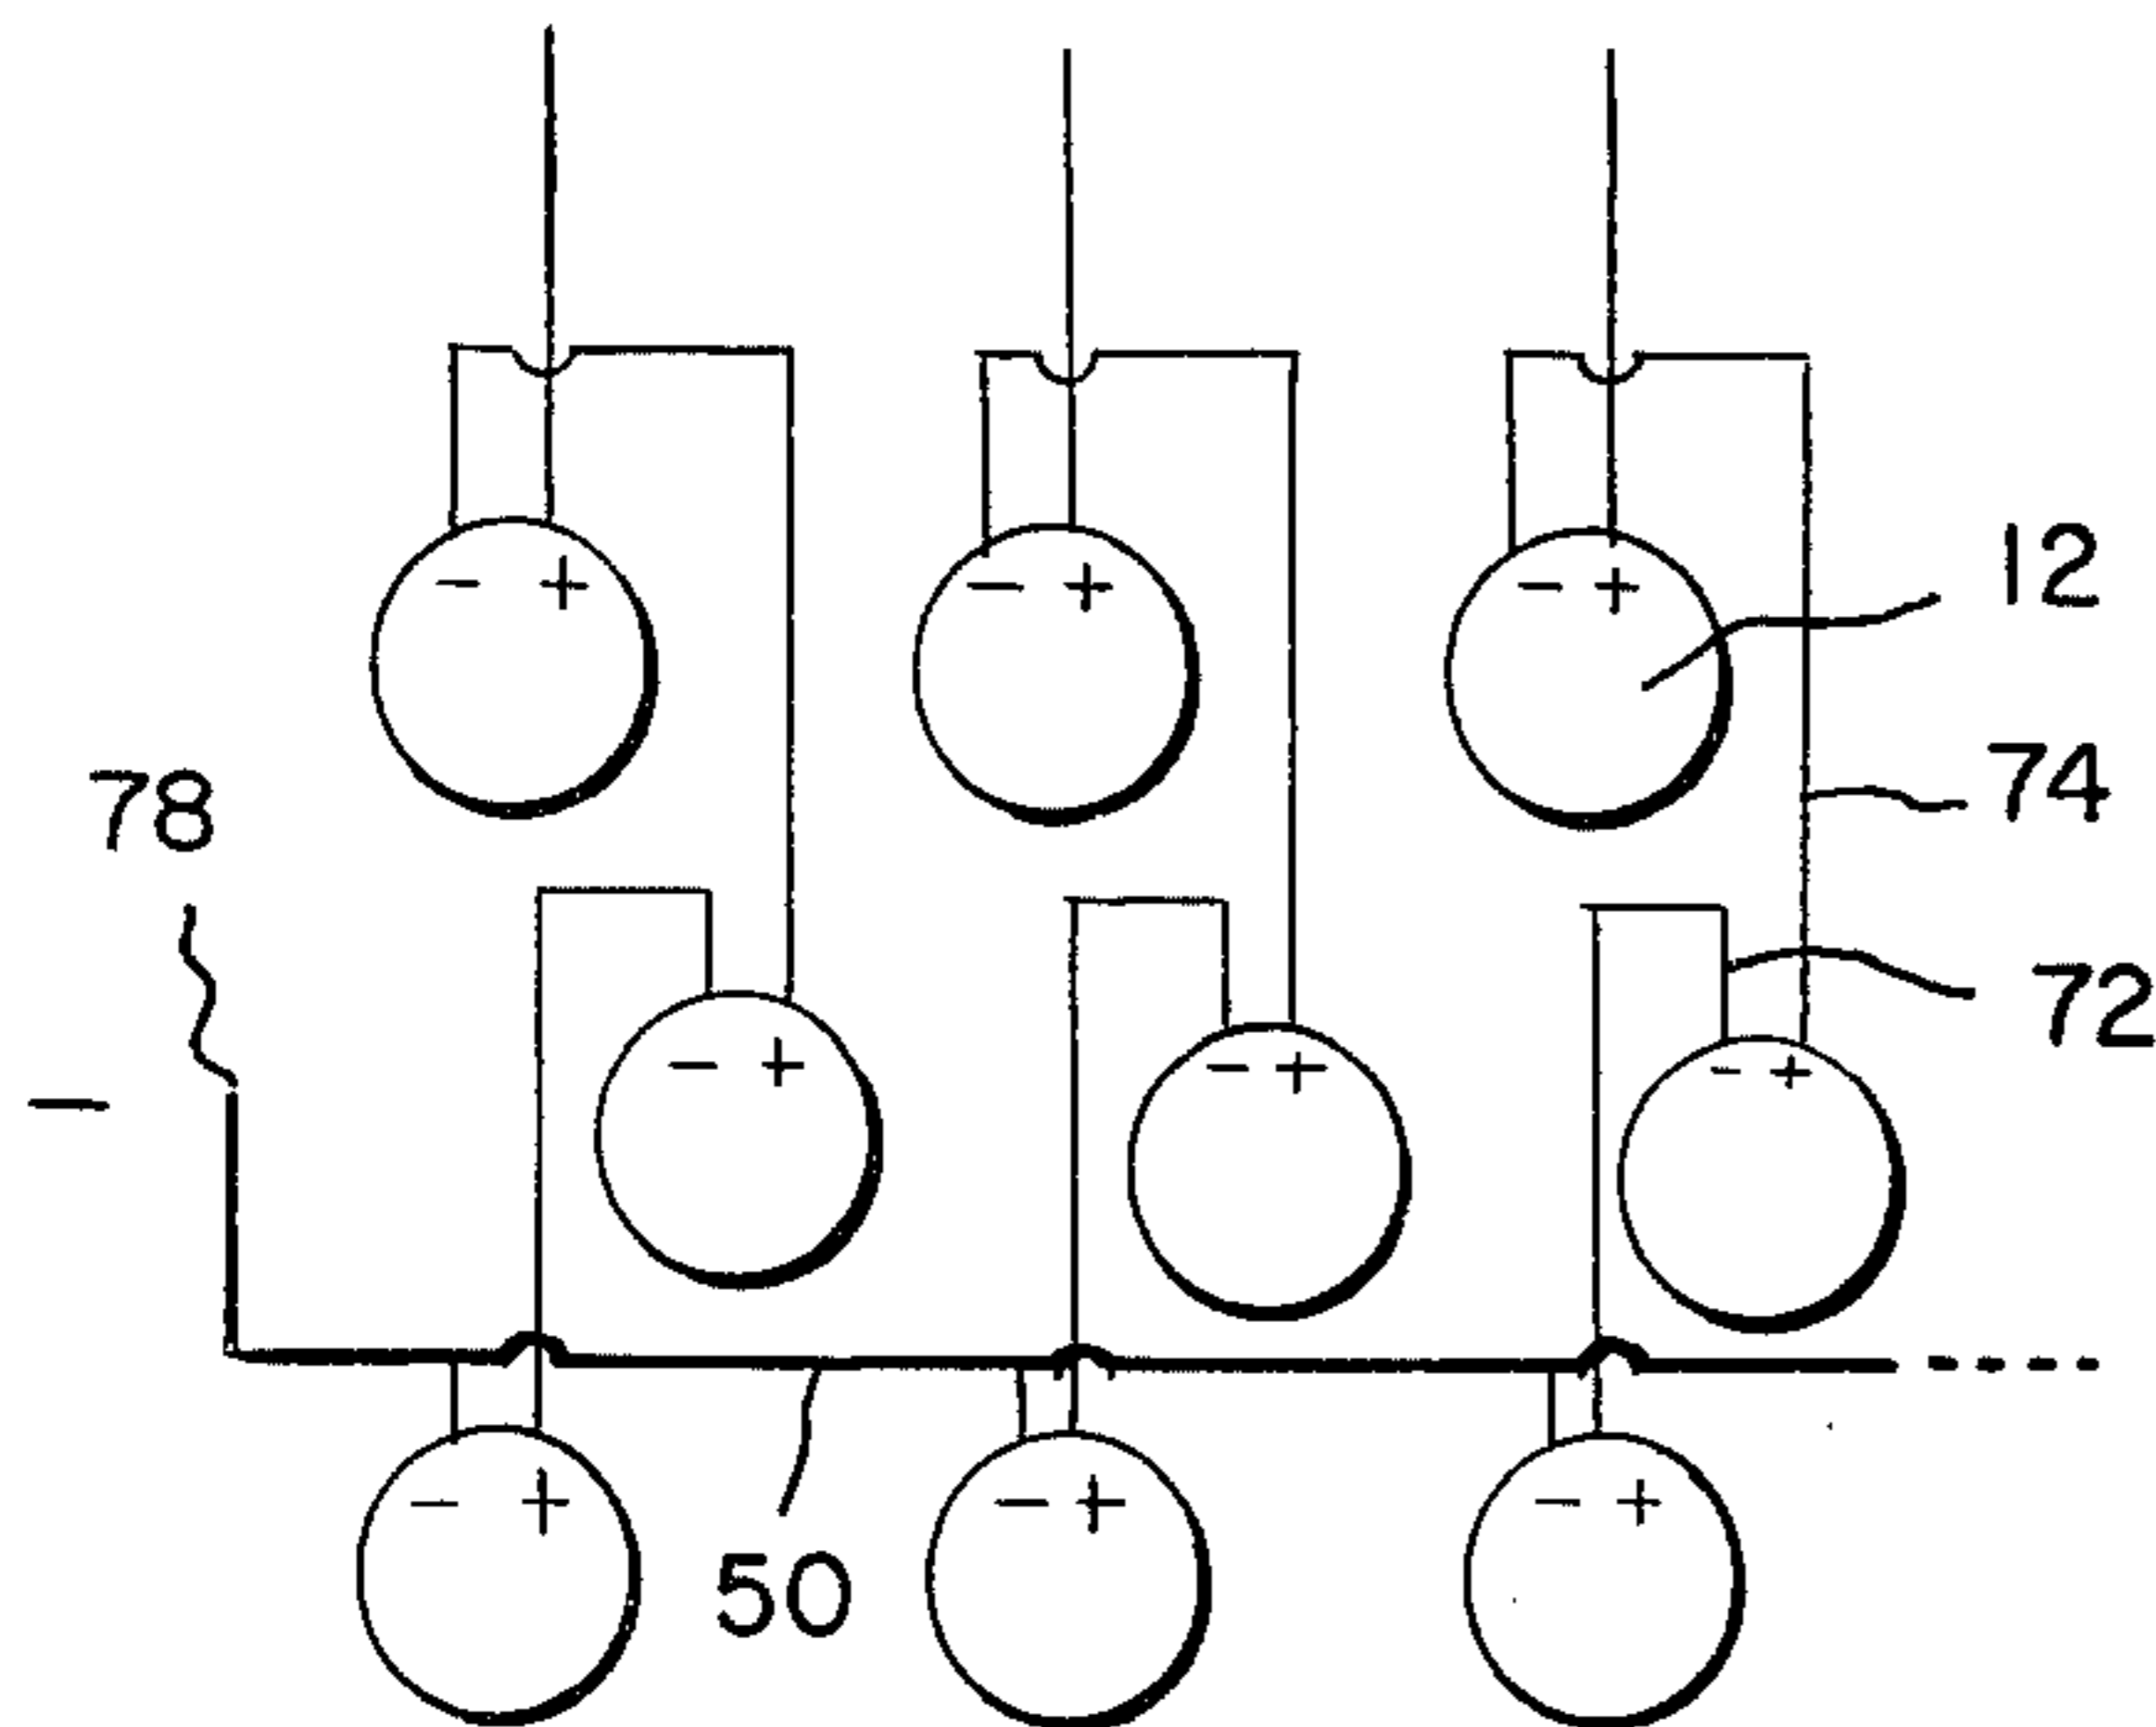 − + − + − +
12
74
78
72
− + − + − +
−
− + − + − +
50